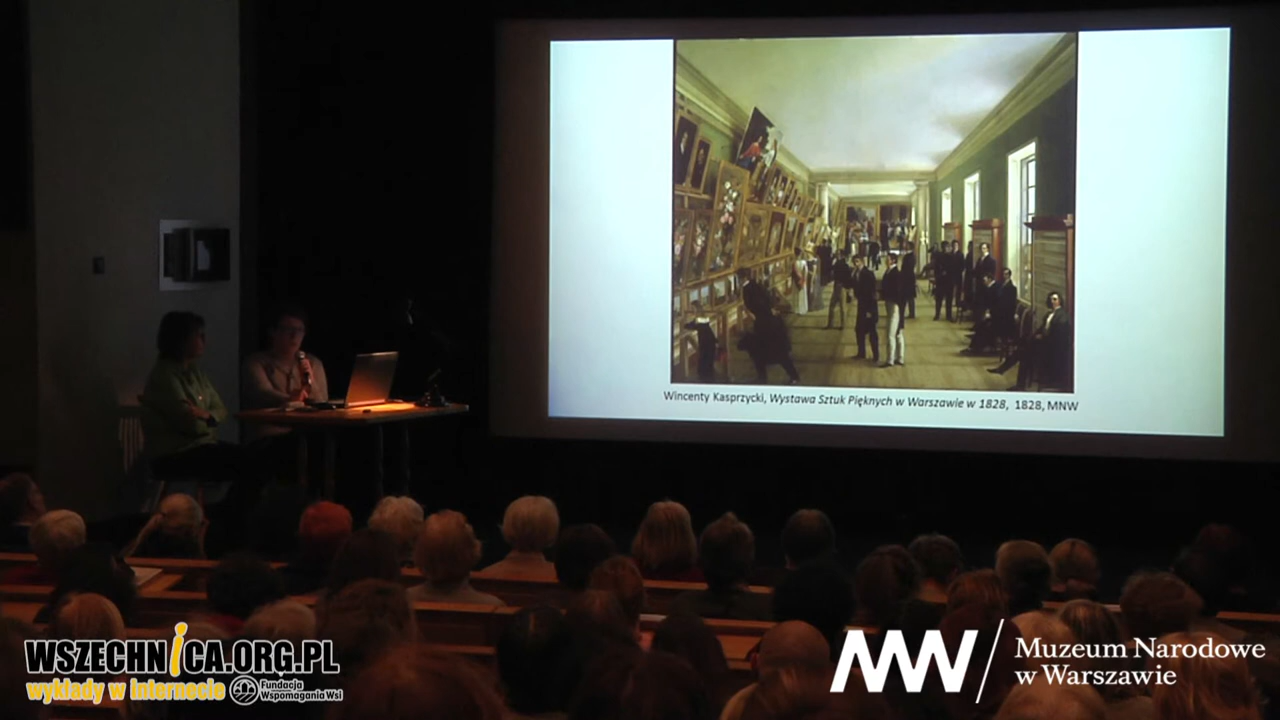 Wincenty Kasprzycki, Wystawa Sztuk Pięknych w Warszawie w 1828, 1828, MNW
WSZECHNICA.ORG.PL
wykłady w internecie
Fundacja
Wspomagania Wsi
MNW
Muzeum Narodowe
w Warszawie